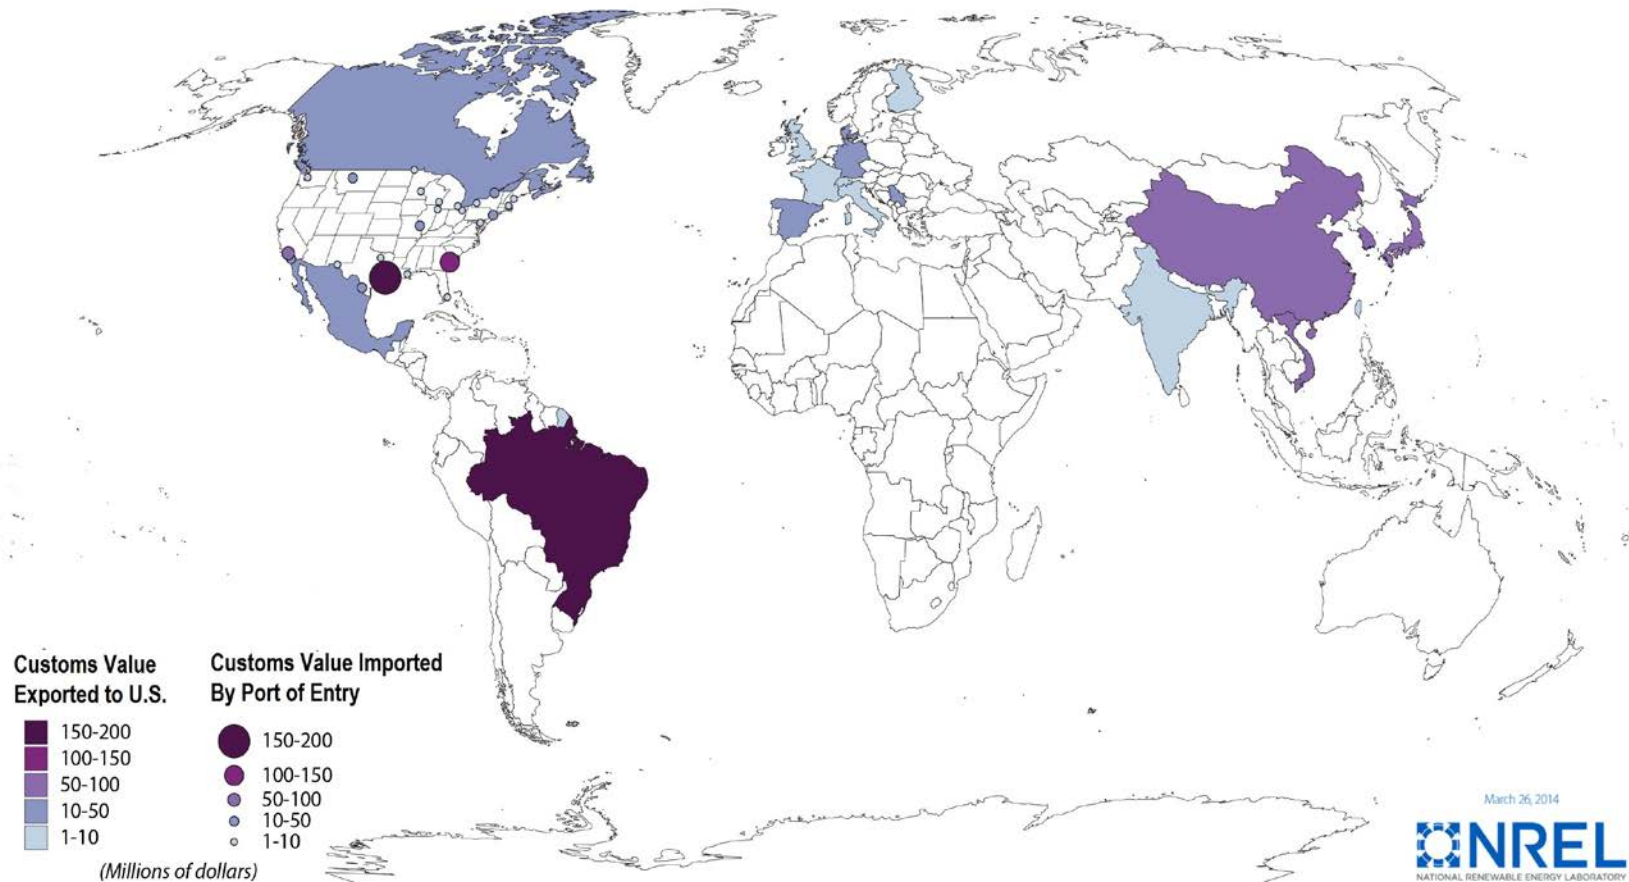 Customs Value
Exported to U.S.
150-200
100-150
50-100
10-50
1-10
(Millions of dollars)
Customs Value Imported
By Port of Entry
150-200
100-150
50-100
10-50
1-10
March 26, 2014
NREL
NATIONAL RENEWABLE ENERGY LABORATORY